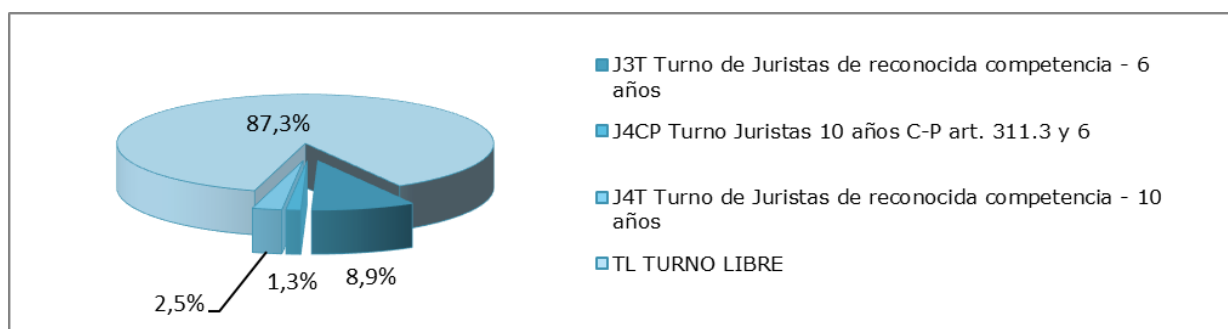 87,3%
2,5%
1,3%
8,9%
J3T Turno de Juristas de reconocida competencia - 6
años
J4CP Turno Juristas 10 años C-P art. 311.3 y 6
J4T Turno de Juristas de reconocida competencia - 10
años
TL TURNO LIBRE